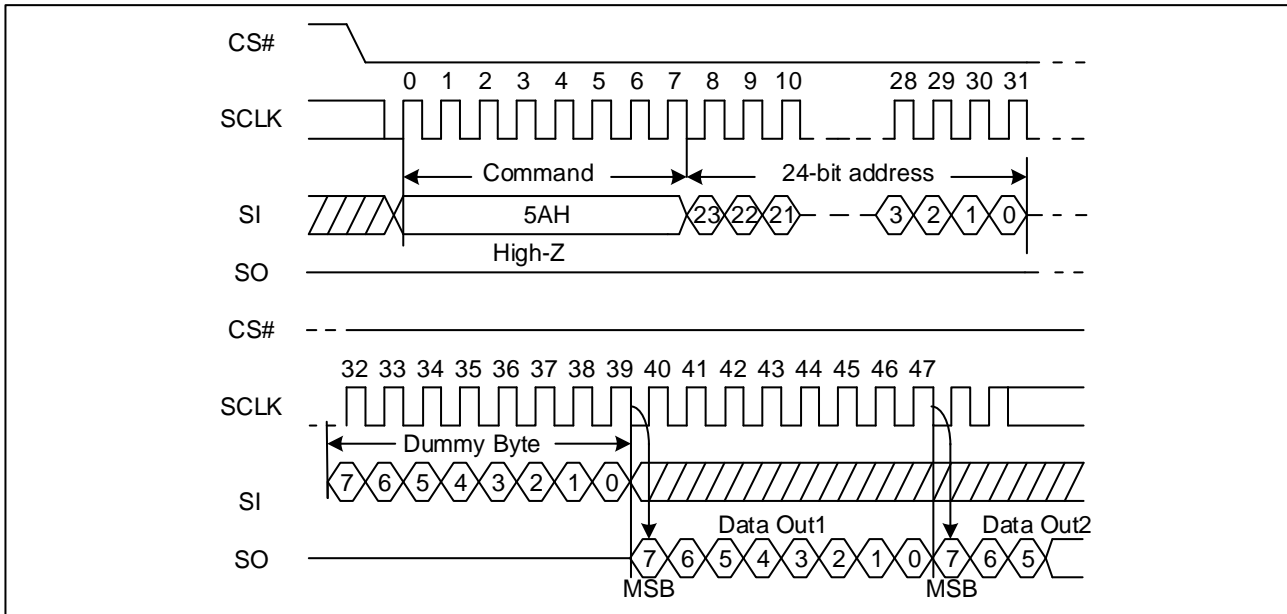 CS#
0 1 2 3 4 5 6 7 8 9 10 28 29 30 31
SCLK
Command 24-bit address
SI 5AH 23 22 21 3 2 1 0
High-Z
SO
CS#
32 33 34 35 36 37 38 39 40 41 42 43 44 45 46 47
SCLK
Dummy Byte
SI 7 6 5 4 3 2 1 0
Data Out1 Data Out2
SO 7 6 5 4 3 2 1 0 7 6 5
MSB MSB